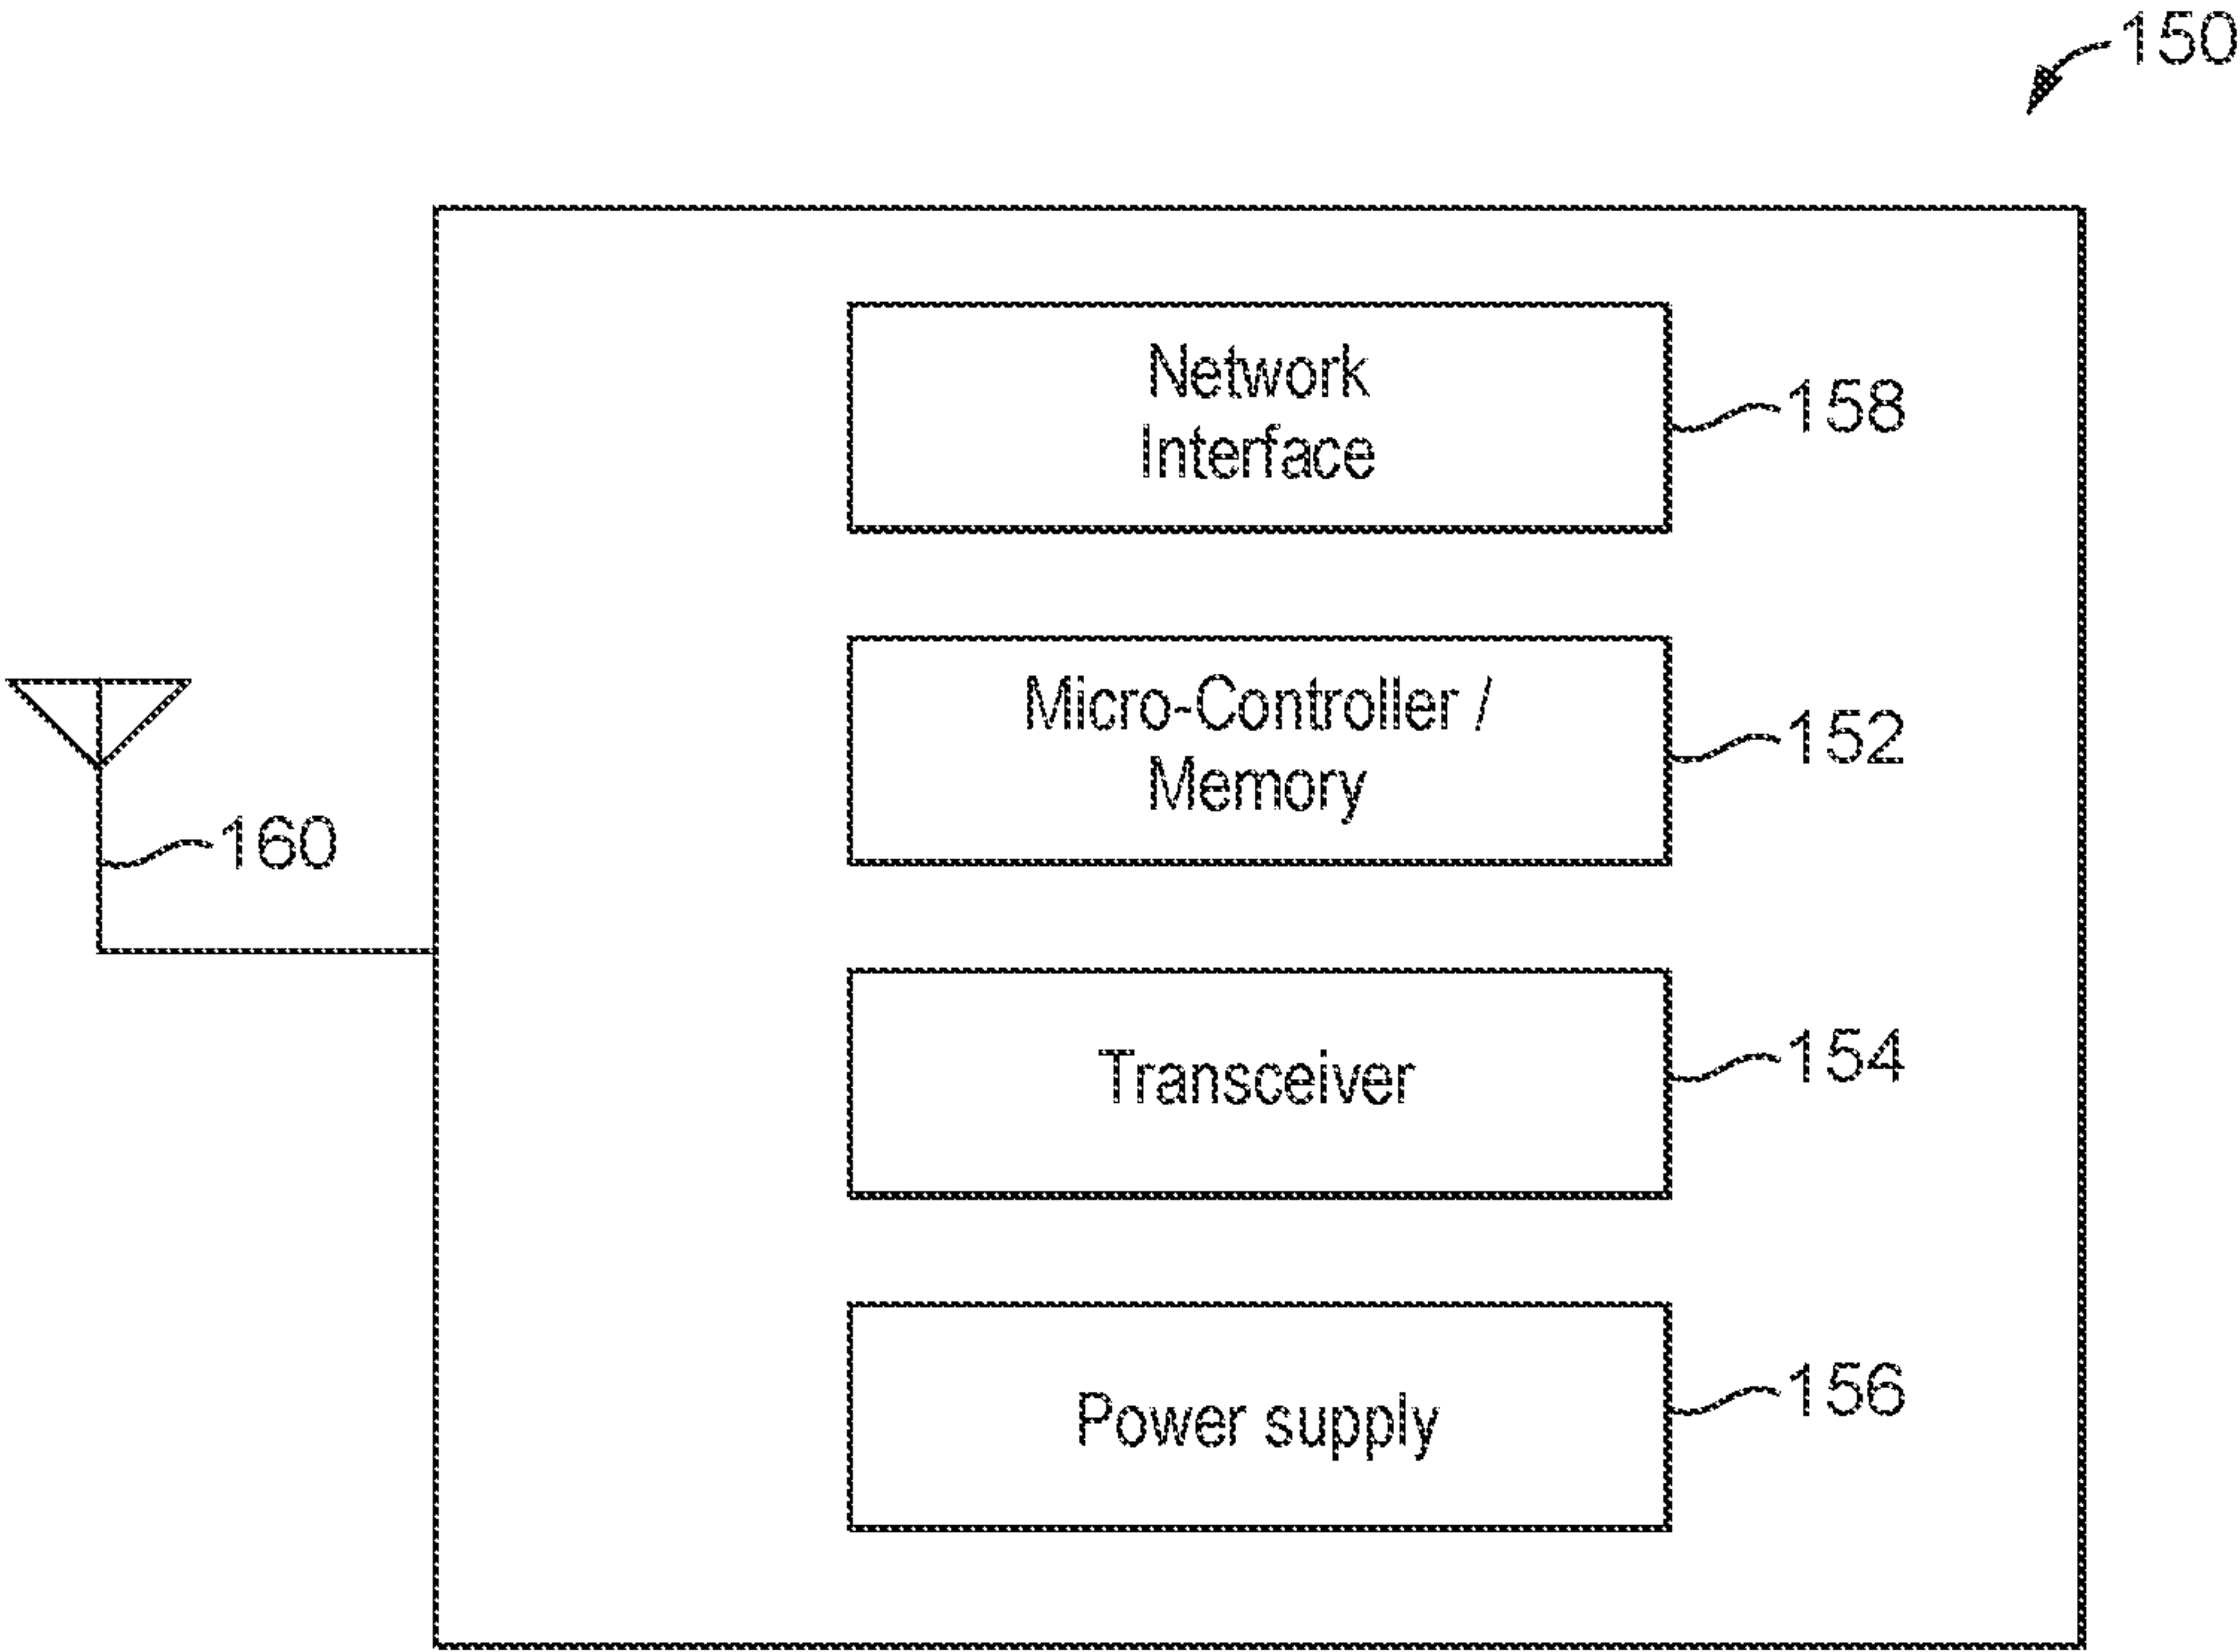 150
Network
Interface
158
Micro-Controller /
Memory
152
160
Transceiver
154
Power supply
156